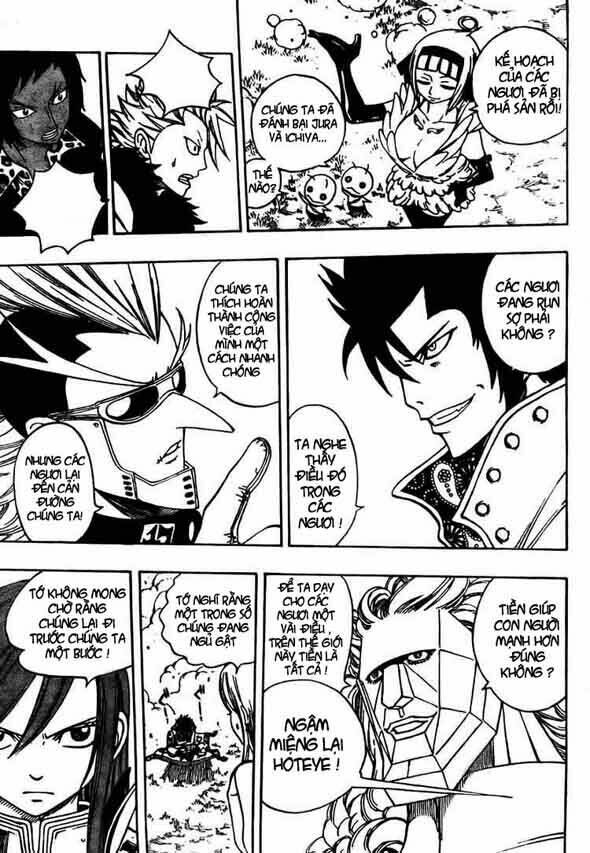 KẾ HOẠCH
CỦA CÁC
NGƯƠI ĐÃ BỊ
PHÁ SẢN RỒI!
CHÚNG TA ĐÃ
ĐÁNH BẠI JURA
VÀ ICHIYA...
THẾ
NÀO?
CÁC NGƯƠI
ĐANG RUN
SỢ PHẢI
KHÔNG ?
TA NGHE
THẤY
ĐIỀU ĐÓ
TRONG
CÁC
NGƯƠI !
CHÚNG TA
THÍCH HOÀN
THÀNH CÔNG
VIỆC CỦA
MÌNH MỘT
CÁCH NHANH
CHÓNG
NHƯNG CÁC
NGƯƠI LẠI
ĐẾN CẢN
ĐƯỜNG
CHÚNG TA!
17
TIỀN GIÚP
CON NGƯỜI
MẠNH HƠN
ĐÚNG
KHÔNG ?
ĐỂ TA DẠY
CHO CÁC
NGƯƠI MỘT
VÀI ĐIỀU ,
TRÊN THẾ GIỚI
NÀY, TIỀN LÀ
TẤT CẢ !
NGẬM
MIỆNG LẠI
HOTEYE !
TỚ NGHĨ RẰNG
MỘT TRONG SỐ
CHÚNG ĐANG
NGỦ GẬT
TỚ KHÔNG MONG
CHỜ RẰNG
CHÚNG LẠI ĐI
TRƯỚC CHÚNG TA
MỘT BƯỚC !